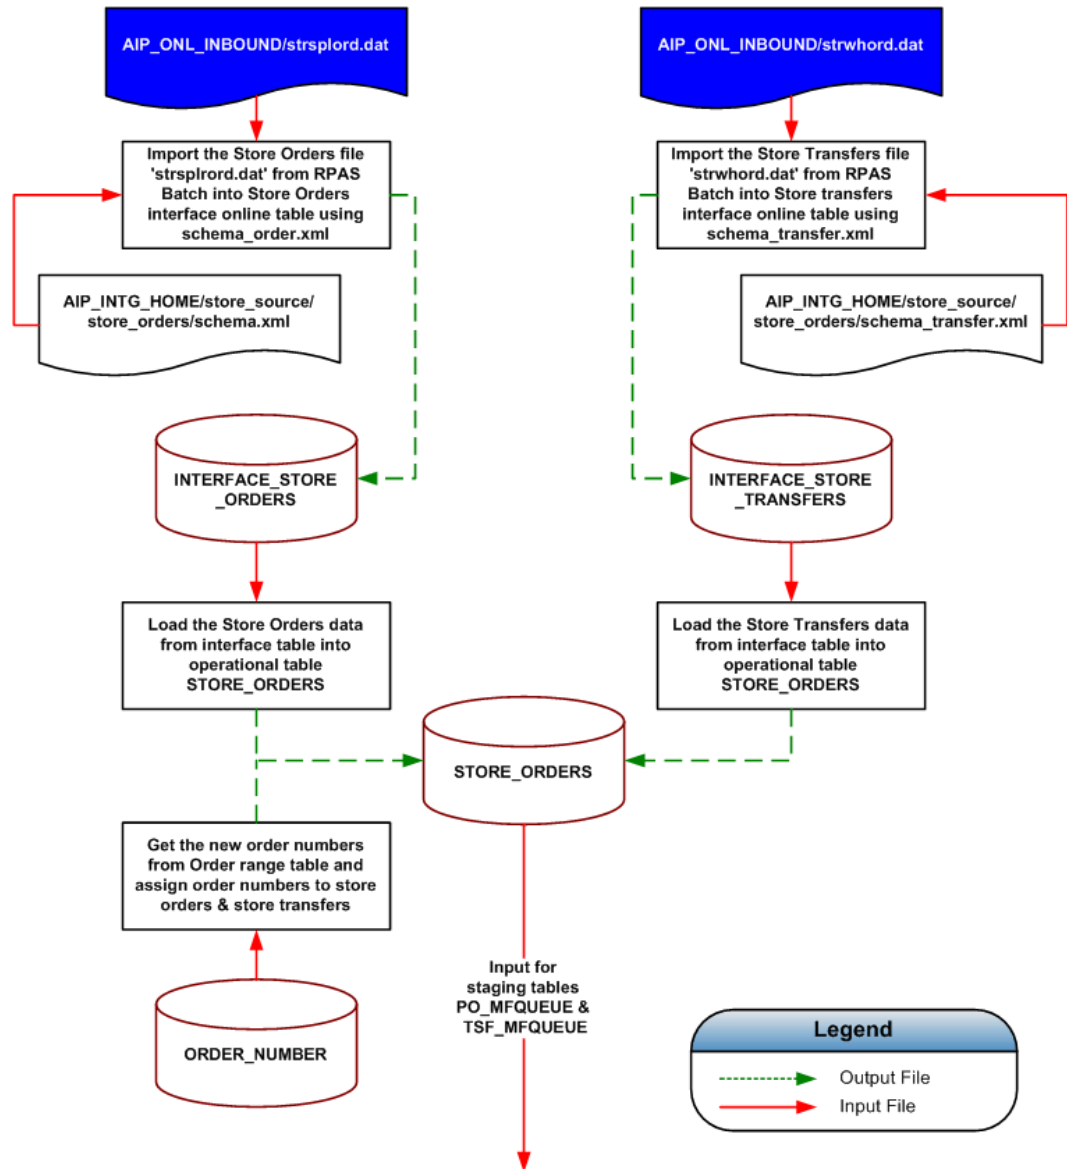 AIP_ONL_INBOUND/strsplord.dat
AIP_ONL_INBOUND/strwhord.dat
Import the Store Orders file
'strsplrord.dat' from RPAS
Batch into Store Orders
interface online table using
schema_order.xml
Import the Store Transfers file
'strwhord.dat' from RPAS
Batch into Store transfers
interface online table using
schema_transfer.xml
AIP_INTG_HOME/store_source/
store_orders/schema.xml
AIP_INTG_HOME/store_source/
store_orders/schema_transfer.xml
INTERFACE_STORE
_ORDERS
INTERFACE_STORE
_TRANSFERS
Load the Store Orders data
from interface table into
operational table
STORE_ORDERS
Load the Store Transfers data
from interface table into
operational table
STORE_ORDERS
STORE_ORDERS
Get the new order numbers
from Order range table and
assign order numbers to store
orders & store transfers
ORDER_NUMBER
Input for
staging tables
PO_MFQUEUE &
TSF_MFQUEUE
Legend
Output File
Input File